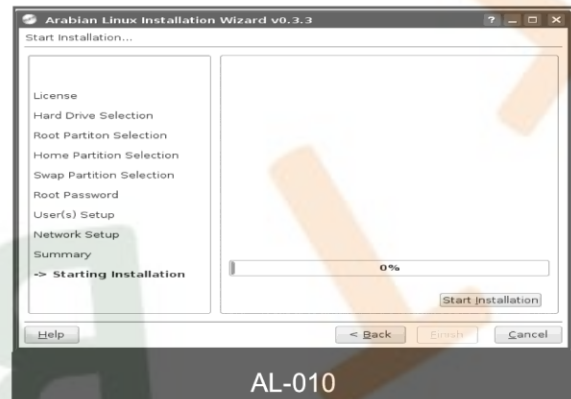 Arabian Linux Installation Wizard v0.3.3
Start Installation...
License
Hard Drive Selection
Root Partiton Selection
Home Partition Selection
Swap Partition Selection
Root Password
User(s) Setup
Network Setup
Summary
-> Starting Installation
0%
Start Installation
Help
< Back
Finish
Cancel
AL-010